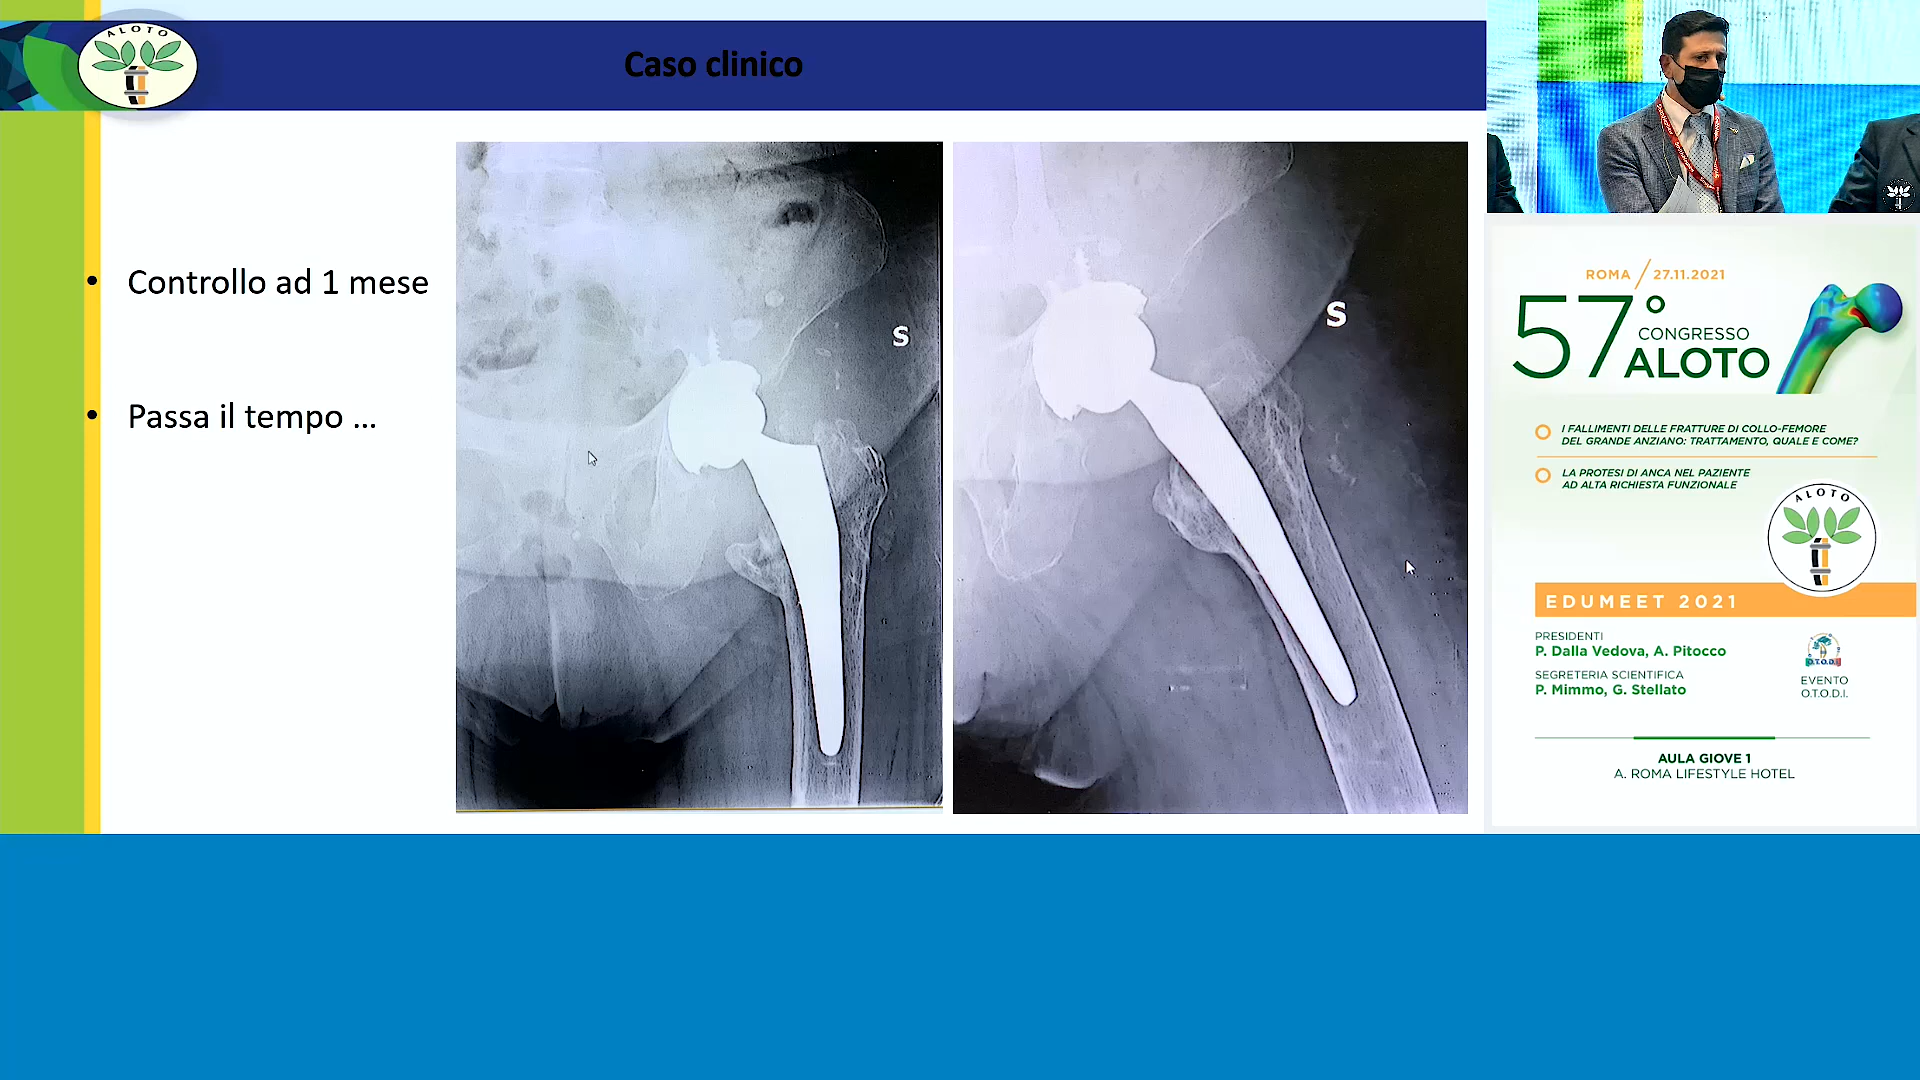 ALOTO
Caso clinico
• Controllo ad 1 mese
• Passa il tempo ...
S
S
ROMA / 27.11.2021
57° CONGRESSO
ALOTO
I FALLIMENTI DELLE FRATTURE DI COLLO-FEMORE
DEL GRANDE ANZIANO: TRATTAMENTO, QUALE E COME?
LA PROTESI DI ANCA NEL PAZIENTE
AD ALTA RICHIESTA FUNZIONALE
ALOTO
EDUMEET 2021
PRESIDENTI
P. Dalla Vedova, A. Pitocco
SEGRETERIA SCIENTIFICA
P. Mimmo, G. Stellato
O.T.O.D.I.
EVENTO
O.T.O.D.I.
AULA GIOVE 1
A. ROMA LIFESTYLE HOTEL